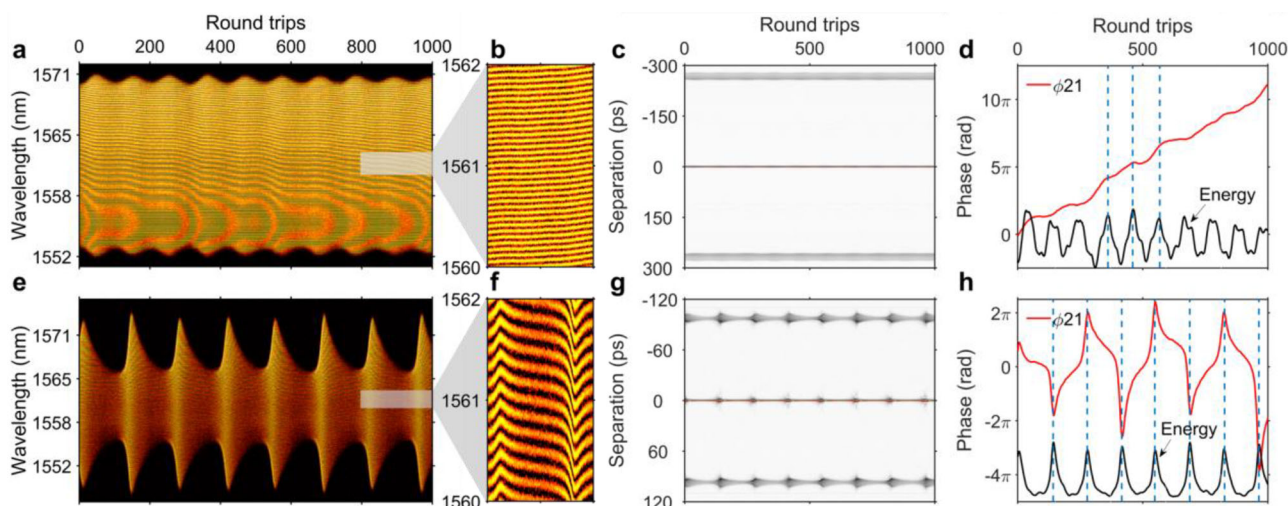 Round trips
Round trips
Round trips
a
0 200 400 600 800 1000
b
c
0 500 1000
d
0 500 1000
Wavelength (nm)
1571
1565
1558
1552
1562
1561
1560
Separation (ps)
-300
-150
0
150
300
Phase (rad)
10π
5π
0
ϕ21
Energy
e
f
g
h
Wavelength (nm)
1571
1565
1558
1552
1562
1561
1560
Separation (ps)
-120
-60
0
60
120
Phase (rad)
2π
0
-2π
-4π
ϕ21
Energy